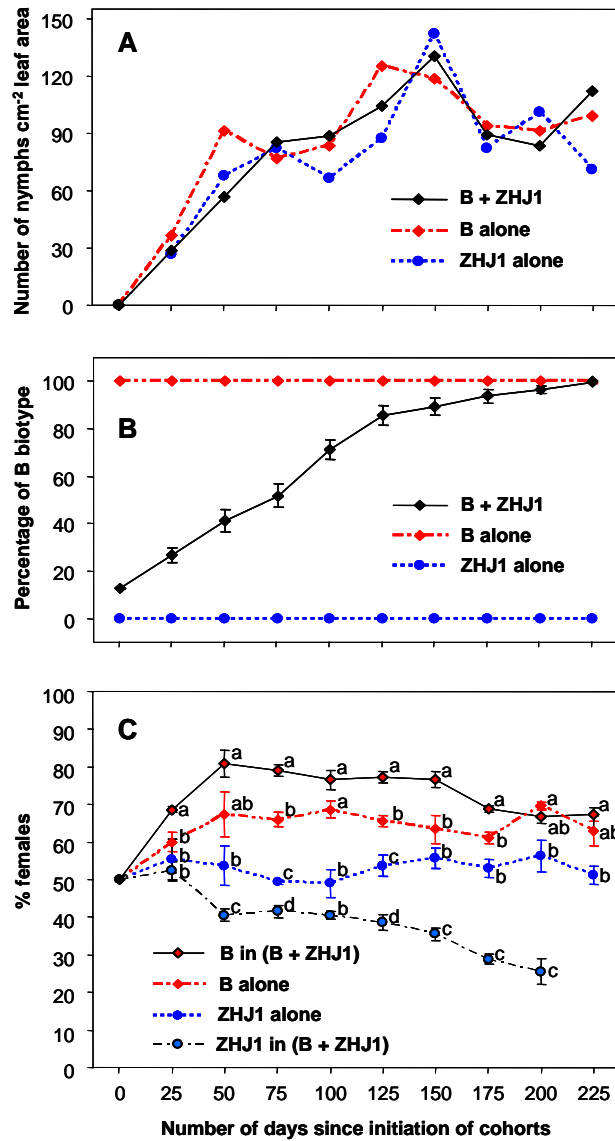 A
Number of nymphs cm-2 leaf area
150
120
90
60
30
0
B + ZHJ1
B alone
ZHJ1 alone
B
Percentage of B biotype
100
80
60
40
20
0
B + ZHJ1
B alone
ZHJ1 alone
C
% females
100
90
80
70
60
50
40
30
20
10
0
a a a a a a a a a
b ab b a b b b ab ab
b b c b c b b b b
b c d b d c c c
B in (B + ZHJ1)
B alone
ZHJ1 alone
ZHJ1 in (B + ZHJ1)
0 25 50 75 100 125 150 175 200 225
Number of days since initiation of cohorts